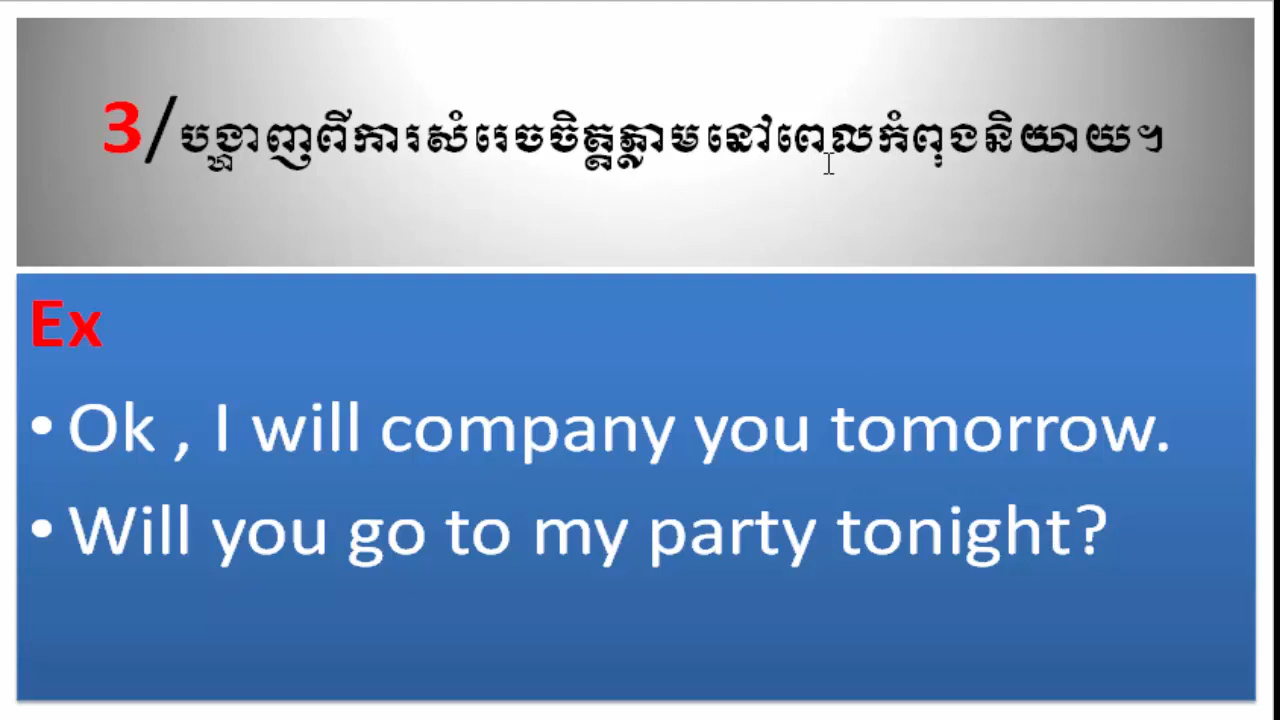 3/បង្ហាញពីការសំរេចចិត្តភ្លាមនៅពេលកំពុងនិយាយ។
Ex
• Ok , I will company you tomorrow.
• Will you go to my party tonight?